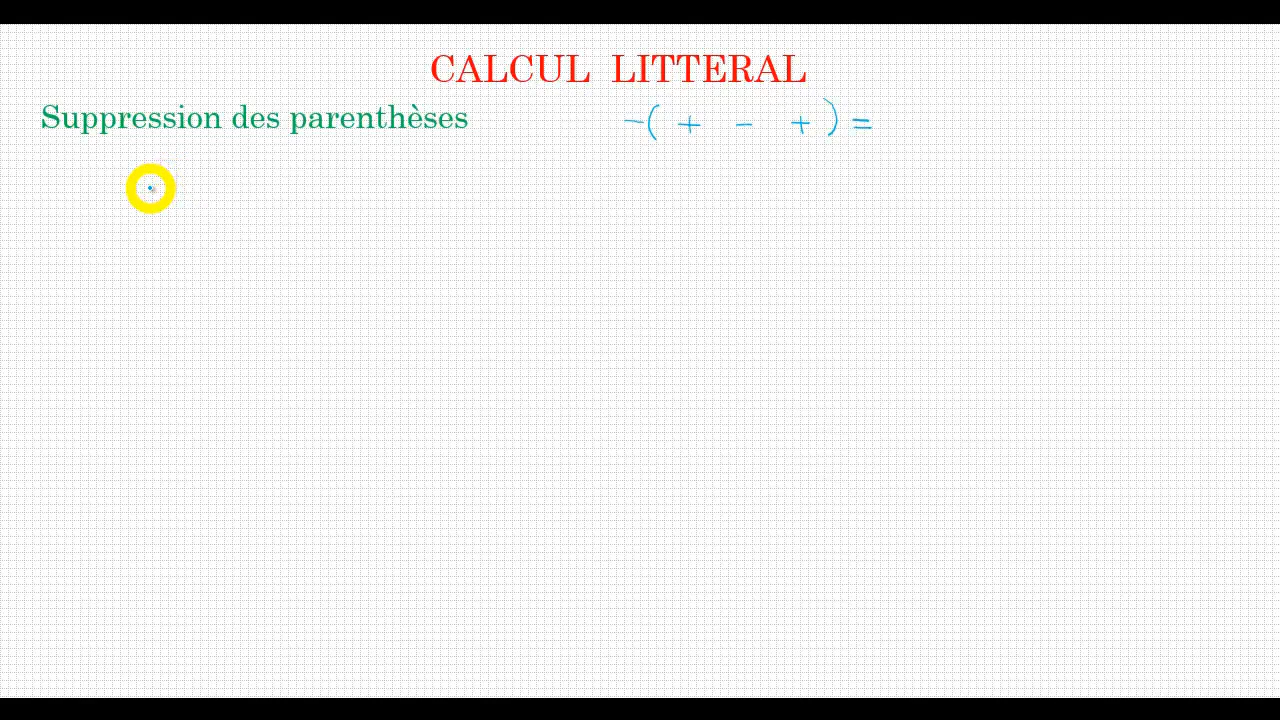 CALCUL LITTERAL
Suppression des parenthèses
-( + - + ) =